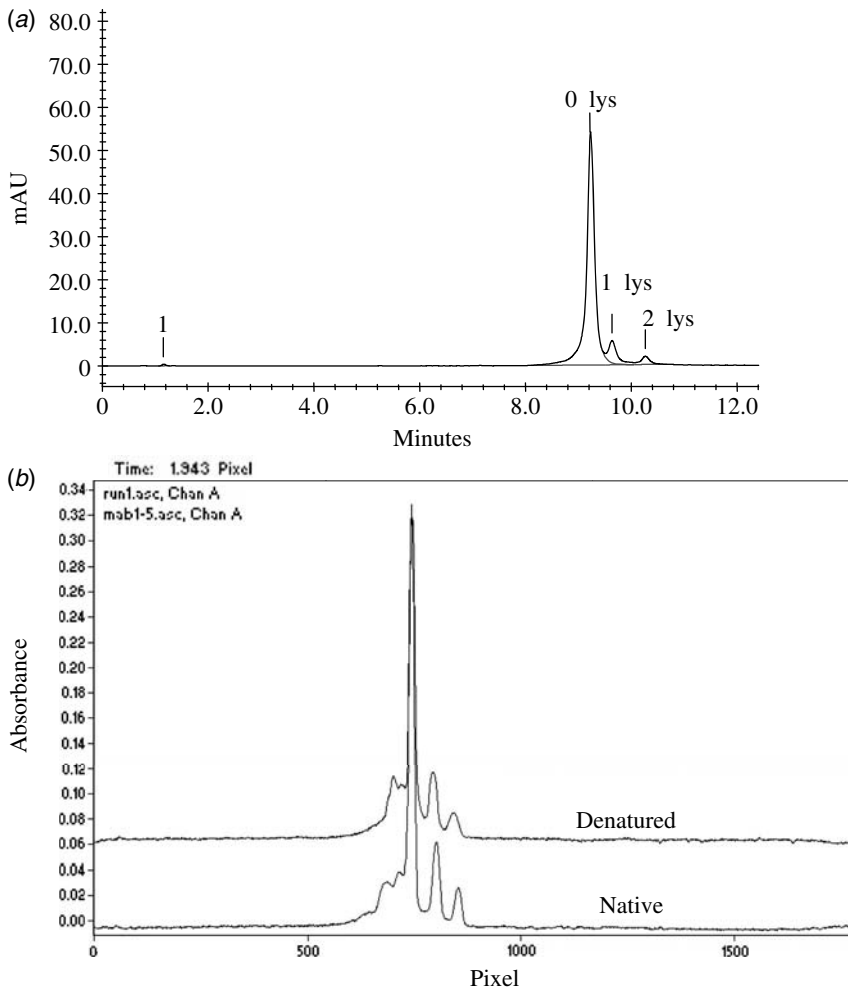 (a)
80.0
70.0
60.0
50.0
40.0
30.0
20.0
10.0
0
mAU
0 lys
1 lys
2 lys
1
0 2.0 4.0 6.0 8.0 10.0 12.0
Minutes
(b)
Time: 1.943 Pixel
run1.asc, Chan A
mab1-5.asc, Chan A
0.34
0.32
0.30
0.28
0.26
0.24
0.22
0.20
0.18
0.16
0.14
0.12
0.10
0.08
0.06
0.04
0.02
0.00
Absorbance
Denatured
Native
0 500 1000 1500
Pixel